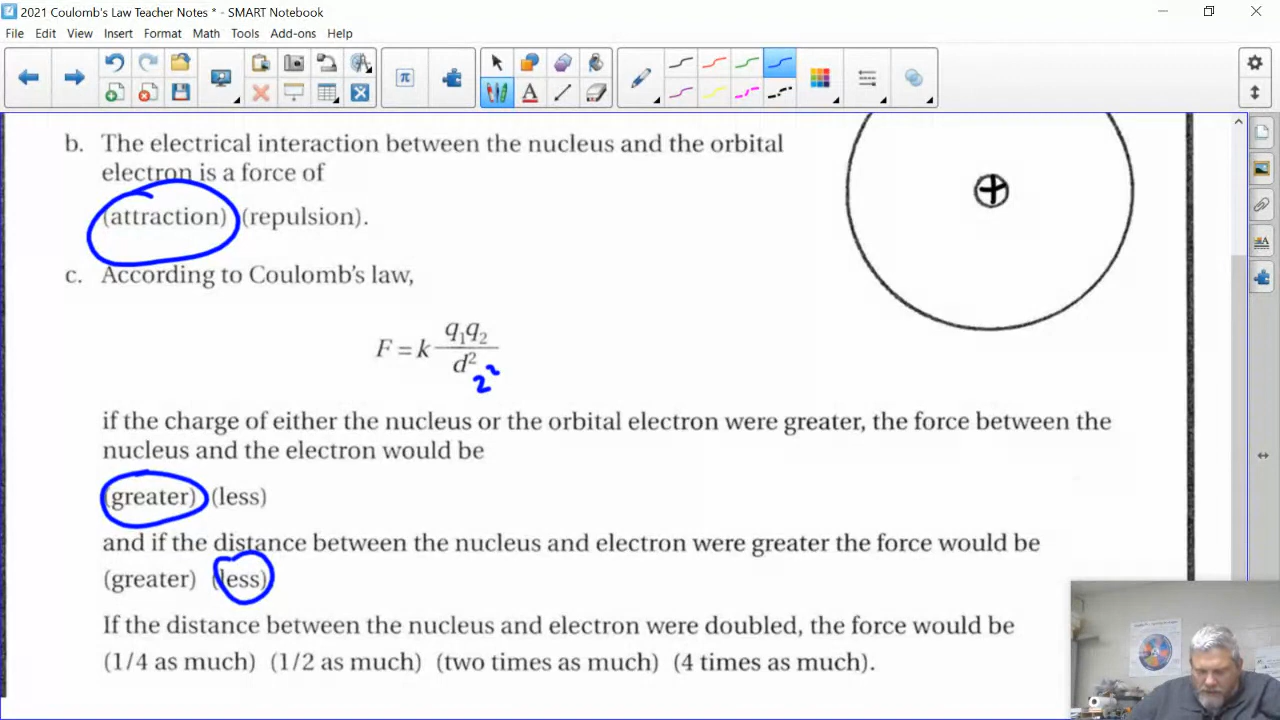 2021 Coulomb's Law Teacher Notes * - SMART Notebook
File Edit View Insert Format Math Tools Add-ons Help
b. The electrical interaction between the nucleus and the orbital
electron is a force of
(attraction) (repulsion).
c. According to Coulomb's law,
F = k q₁q₂ / d²
2²
if the charge of either the nucleus or the orbital electron were greater, the force between the
nucleus and the electron would be
(greater) (less)
and if the distance between the nucleus and electron were greater the force would be
(greater) (less)
If the distance between the nucleus and electron were doubled, the force would be
(1/4 as much) (1/2 as much) (two times as much) (4 times as much).